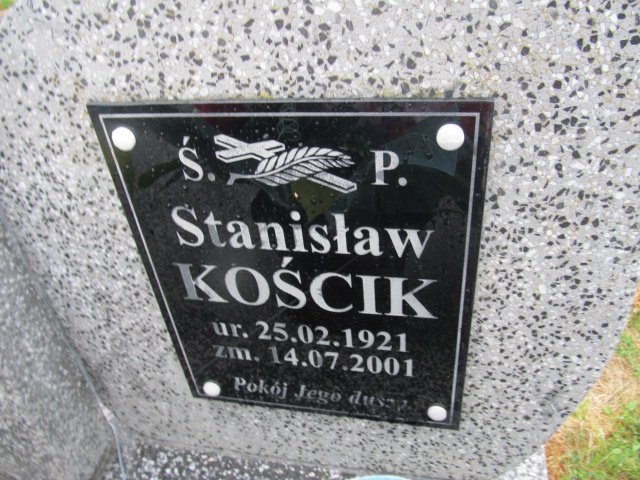 Ś. P.
Stanisław
KOŚCIK
ur. 25.02.1921
zm. 14.07.2001
Pokój Jego duszy